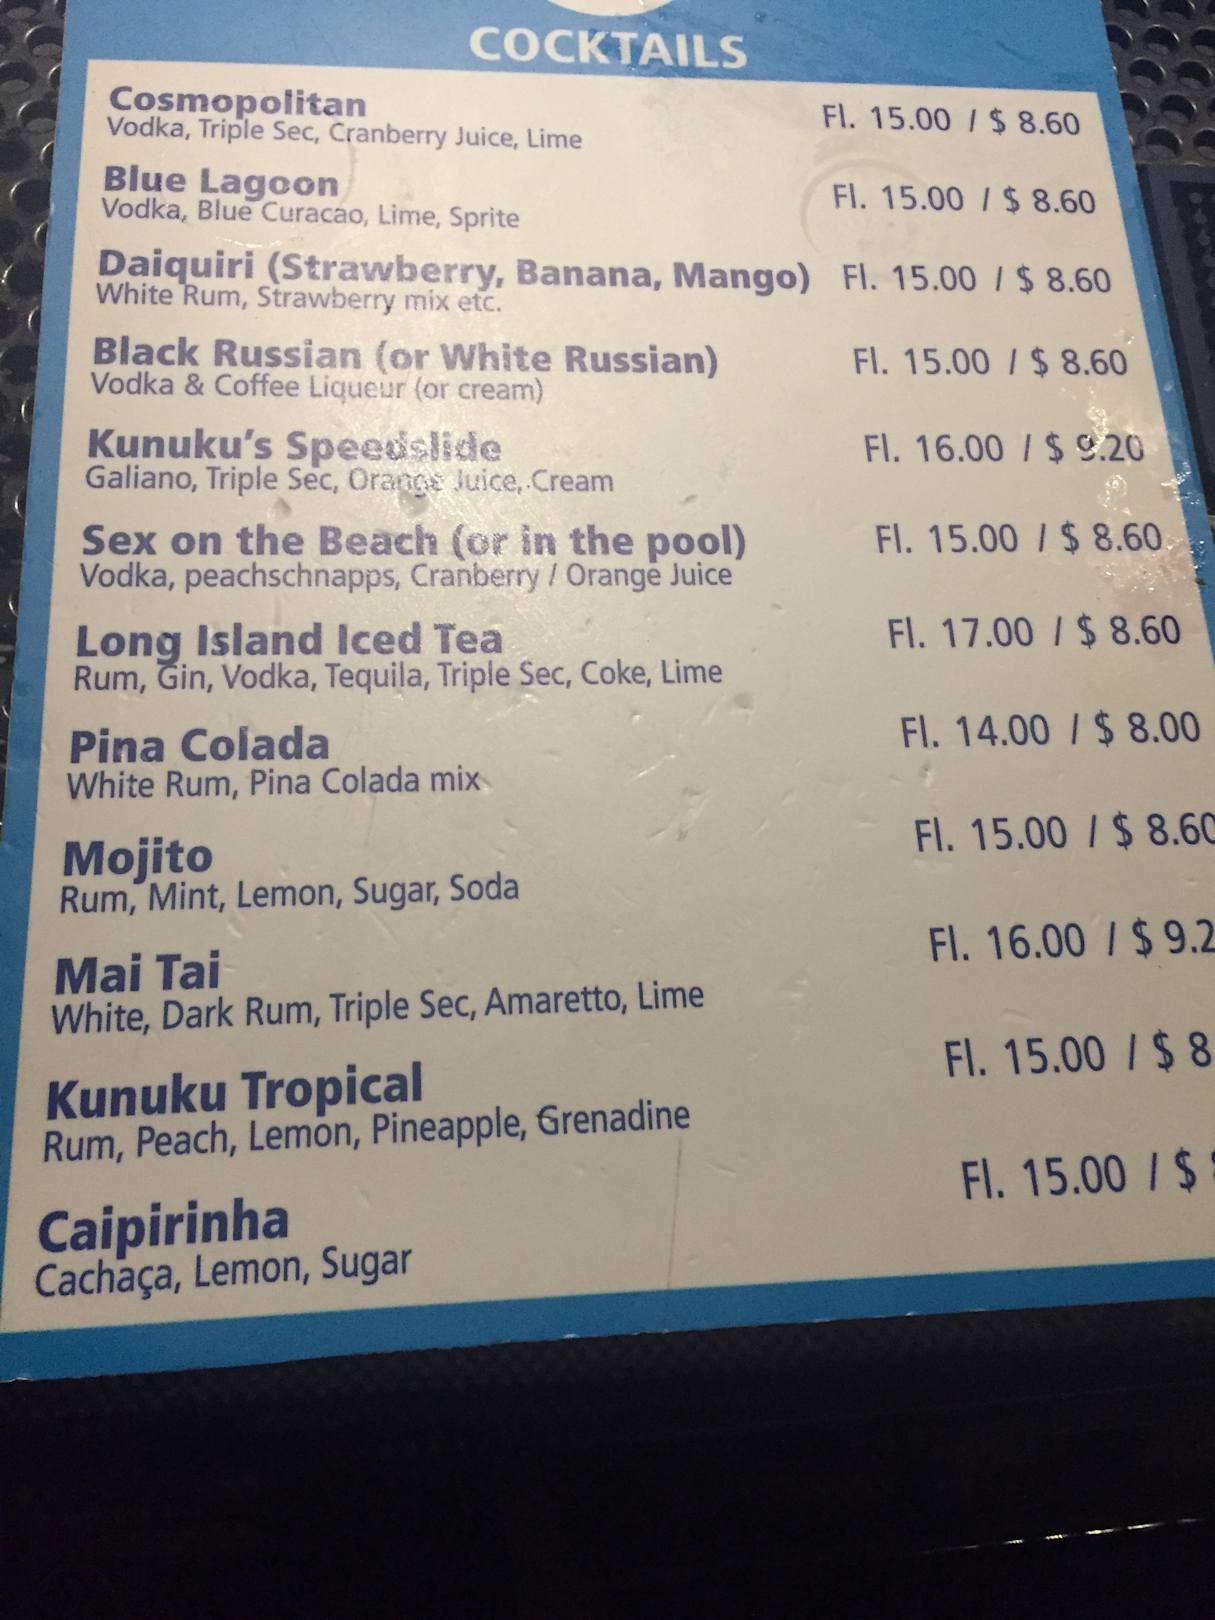 COCKTAILS
Cosmopolitan Fl. 15.00 / $ 8.60
Vodka, Triple Sec, Cranberry Juice, Lime
Blue Lagoon Fl. 15.00 / $ 8.60
Vodka, Blue Curacao, Lime, Sprite
Daiquiri (Strawberry, Banana, Mango) Fl. 15.00 / $ 8.60
White Rum, Strawberry mix etc.
Black Russian (or White Russian) Fl. 15.00 / $ 8.60
Vodka & Coffee Liqueur (or cream)
Kunuku's Speedslide Fl. 16.00 / $ 9.20
Galiano, Triple Sec, Orange Juice, Cream
Sex on the Beach (or in the pool) Fl. 15.00 / $ 8.60
Vodka, peachschnapps, Cranberry / Orange Juice
Long Island Iced Tea Fl. 17.00 / $ 8.60
Rum, Gin, Vodka, Tequila, Triple Sec, Coke, Lime
Pina Colada Fl. 14.00 / $ 8.00
White Rum, Pina Colada mix
Mojito Fl. 15.00 / $ 8.60
Rum, Mint, Lemon, Sugar, Soda
Mai Tai Fl. 16.00 / $ 9.2
White, Dark Rum, Triple Sec, Amaretto, Lime
Kunuku Tropical Fl. 15.00 / $ 8
Rum, Peach, Lemon, Pineapple, Grenadine
Caipirinha Fl. 15.00 / $
Cachaça, Lemon, Sugar